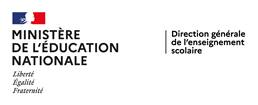 MINISTÈRE
DE L'ÉDUCATION
NATIONALE
Liberté
Égalité
Fraternité
Direction générale
de l'enseignement
scolaire